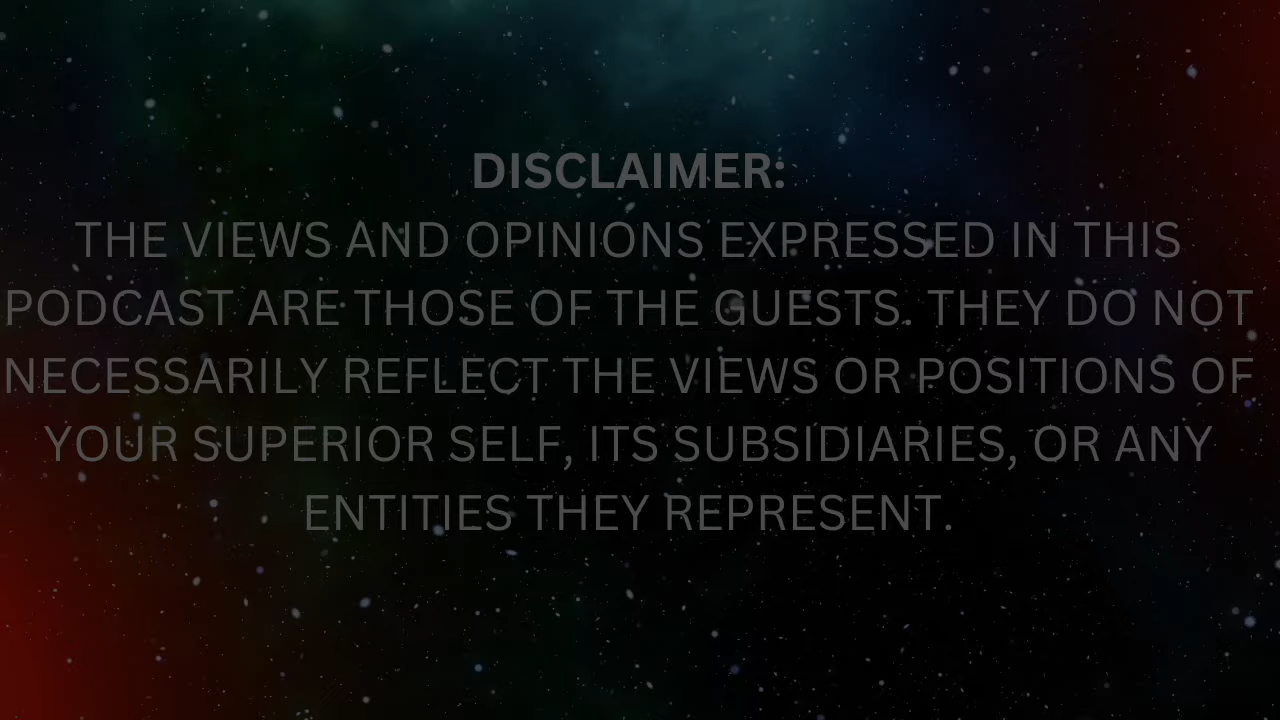 DISCLAIMER:
THE VIEWS AND OPINIONS EXPRESSED IN THIS
PODCAST ARE THOSE OF THE GUESTS. THEY DO NOT
NECESSARILY REFLECT THE VIEWS OR POSITIONS OF
YOUR SUPERIOR SELF, ITS SUBSIDIARIES, OR ANY
ENTITIES THEY REPRESENT.